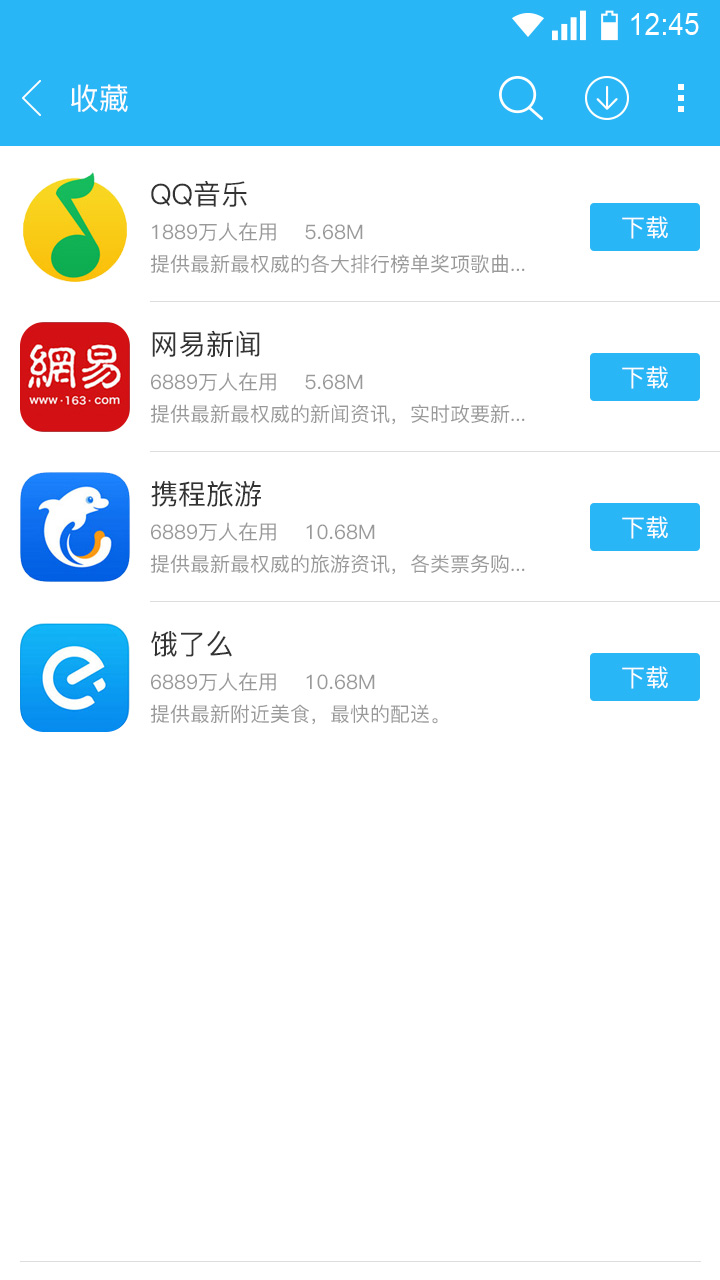 12:45
收藏
QQ音乐
1889万人在用 5.68M
提供最新最权威的各大排行榜单奖项歌曲...
下载
網易
www·163·com
网易新闻
6889万人在用 5.68M
提供最新最权威的新闻资讯，实时政要新...
下载
携程旅游
6889万人在用 10.68M
提供最新最权威的旅游资讯，各类票务购...
下载
饿了么
6889万人在用 10.68M
提供最新附近美食，最快的配送。
下载